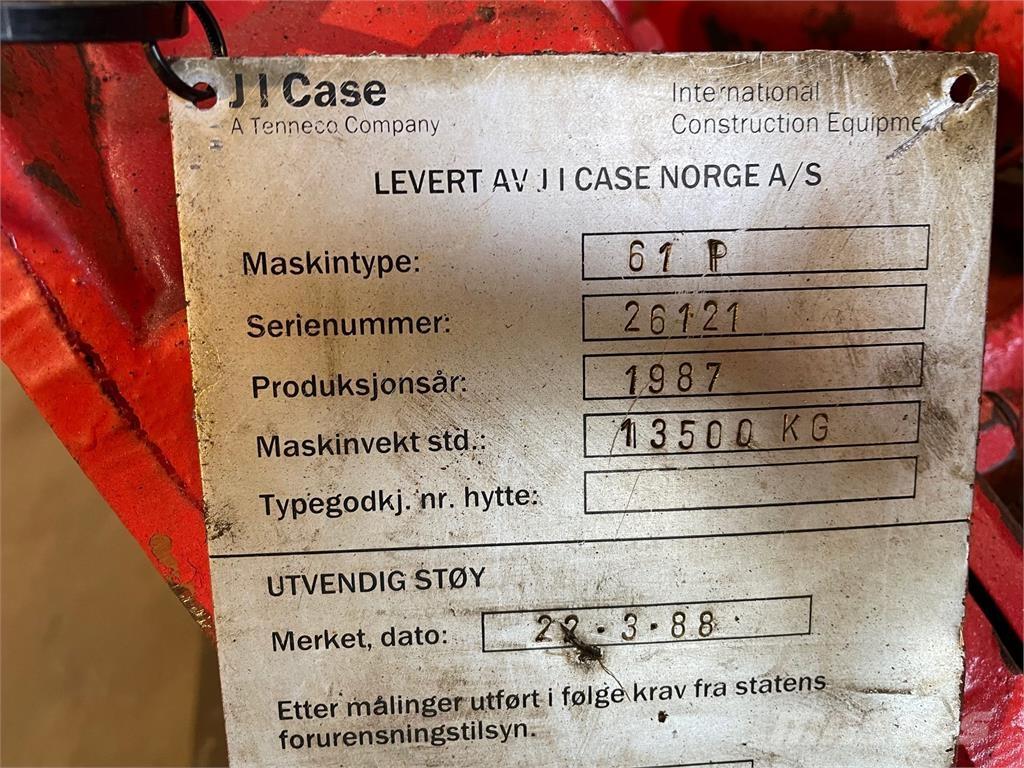 J I Case
A Tenneco Company
International
Construction Equipment
LEVERT AV J I CASE NORGE A/S
Maskintype: 61 P
Serienummer: 26121
Produksjonsår: 1987
Maskinvekt std.: 13500 KG
Typegodkj. nr. hytte:
UTVENDIG STØY
Merket, dato: 22·3·88·
Etter målinger utført i følge krav fra statens
forurensningstilsyn.